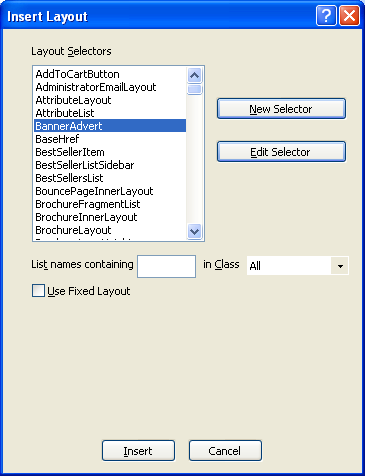 Insert Layout
Layout Selectors
AddToCartButton
AdministratorEmailLayout
AttributeLayout
AttributeList
BannerAdvert
BaseHref
BestSellerItem
BestSellerListSidebar
BestSellersList
BouncePageInnerLayout
BrochureFragmentList
BrochureInnerLayout
BrochureLayout
New Selector
Edit Selector
List names containing in Class All
Use Fixed Layout
Insert Cancel